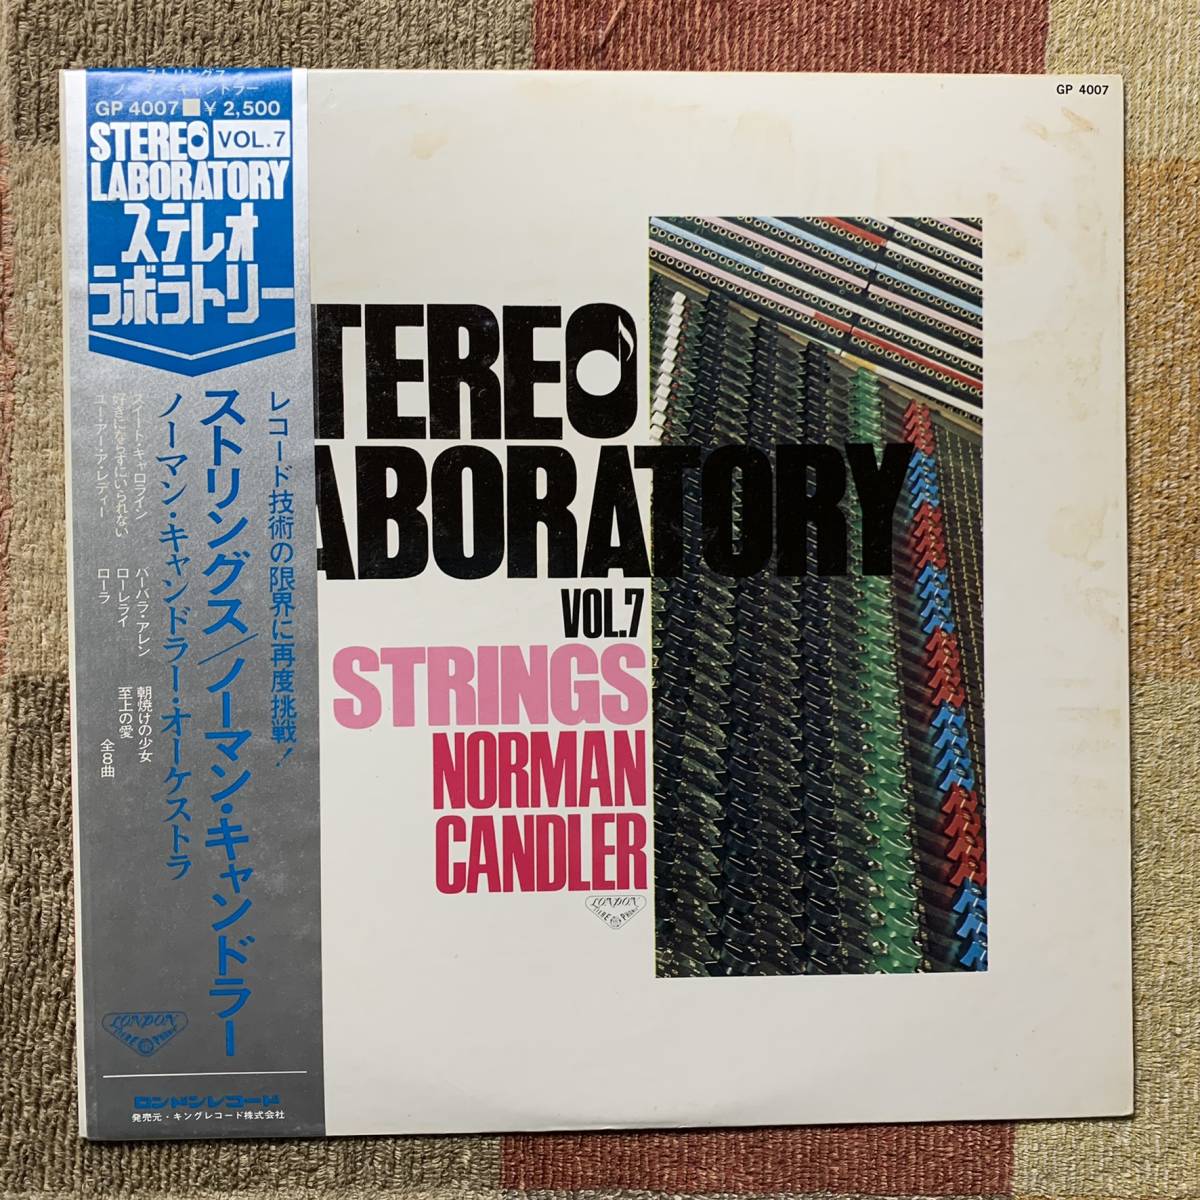 ストリングス
ノーマン・キャンドラー
GP 4007 ¥ 2,500
STEREO VOL.7
LABORATORY
ステレオ
ラボラトリー
レコード技術の限界に再度挑戦!
ストリングス/ノーマン・キャンドラー
ノーマン・キャンドラー・オーケストラ
スイート・キャロライン
好きにならずにいられない
ユー・アー・ア・レディー
バーバラ・アレン
ローレライ
ローラ
朝焼けの少女
至上の愛
全8曲
LONDON
STEREO PHONIC
ロンドンレコード
発売元・キングレコード株式会社
GP 4007
TEREO
ABORATORY
VOL.7
STRINGS
NORMAN
CANDLER
LONDON
STEREO PHONIC